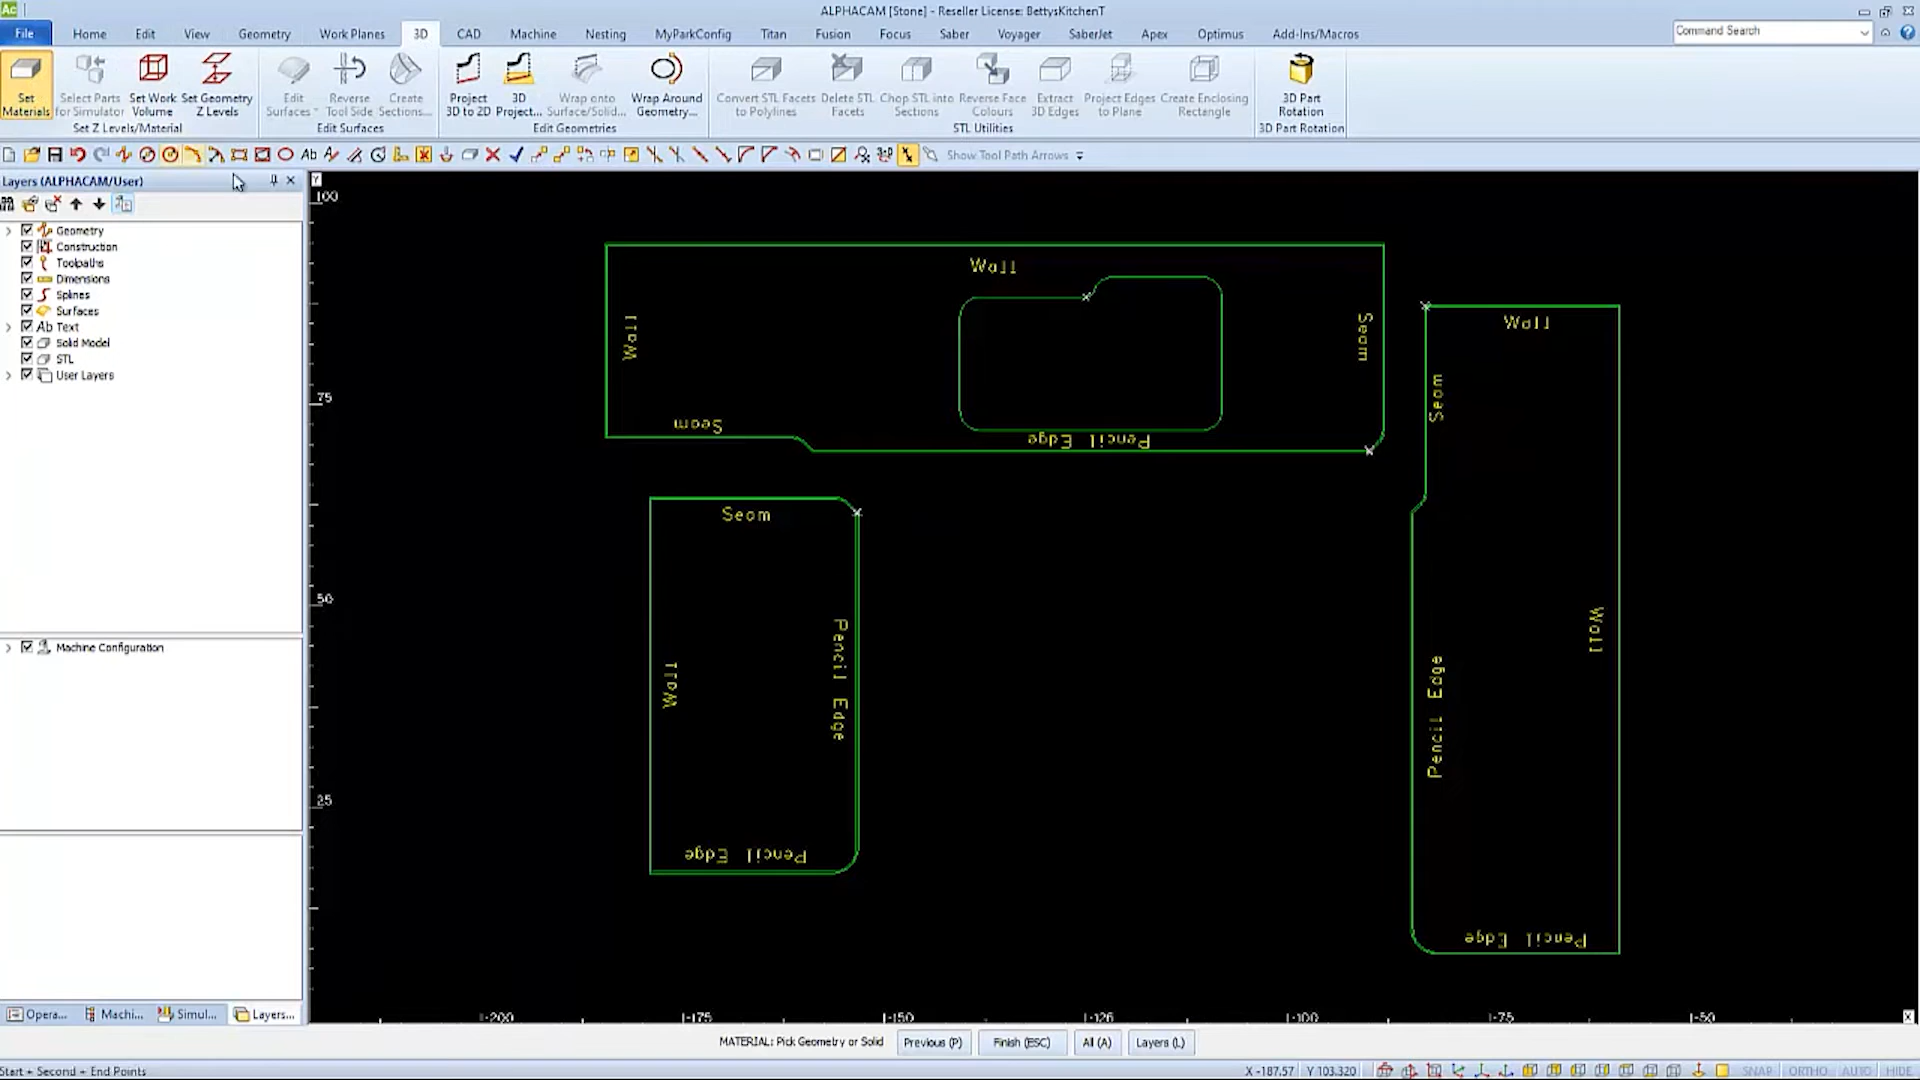 ALPHACAM [Stone] - Reseller License: BettysKitchenT
File Home Edit View Geometry Work Planes 3D CAD Machine Nesting MyParkConfig Titan Fusion Focus Saber Voyager SaberJet Apex Optimus Add-Ins/Macros Command Search
Set Materials
Select Parts for Simulator
Set Work Volume
Set Geometry Z Levels
Edit Surfaces
Reverse Tool Side
Create Sections...
Project 3D to 2D
3D Project...
Wrap onto Surface/Solid...
Wrap Around Geometry...
Convert STL Facets to Polylines
Delete STL Facets
Chop STL into Sections
Reverse Face Colours
Extract 3D Edges
Project Edges to Plane
Create Enclosing Rectangle
3D Part Rotation
Set Z Levels/Material Edit Surfaces Edit Geometries STL Utilities 3D Part Rotation
Show Tool Path Arrows
Layers (ALPHACAM/User)
Geometry
Construction
Toolpaths
Dimensions
Splines
Surfaces
Ab Text
Solid Model
STL
User Layers
Machine Configuration
Opera... Machi... Simul... Layers...
Y
100
75
50
25
Wall
Wall
Seam
Seam
Pencil Edge
Wall
Seam
Wall
Pencil Edge
Pencil Edge
Seam
Wall
Pencil Edge
Pencil Edge
-200 -175 -150 -126 -100 -75 -50 X
MATERIAL: Pick Geometry or Solid Previous (P) Finish (ESC) All (A) Layers (L)
Start + Second + End Points X -187.57 Y 103.320 SNAP ORTHO AUTO HIDE